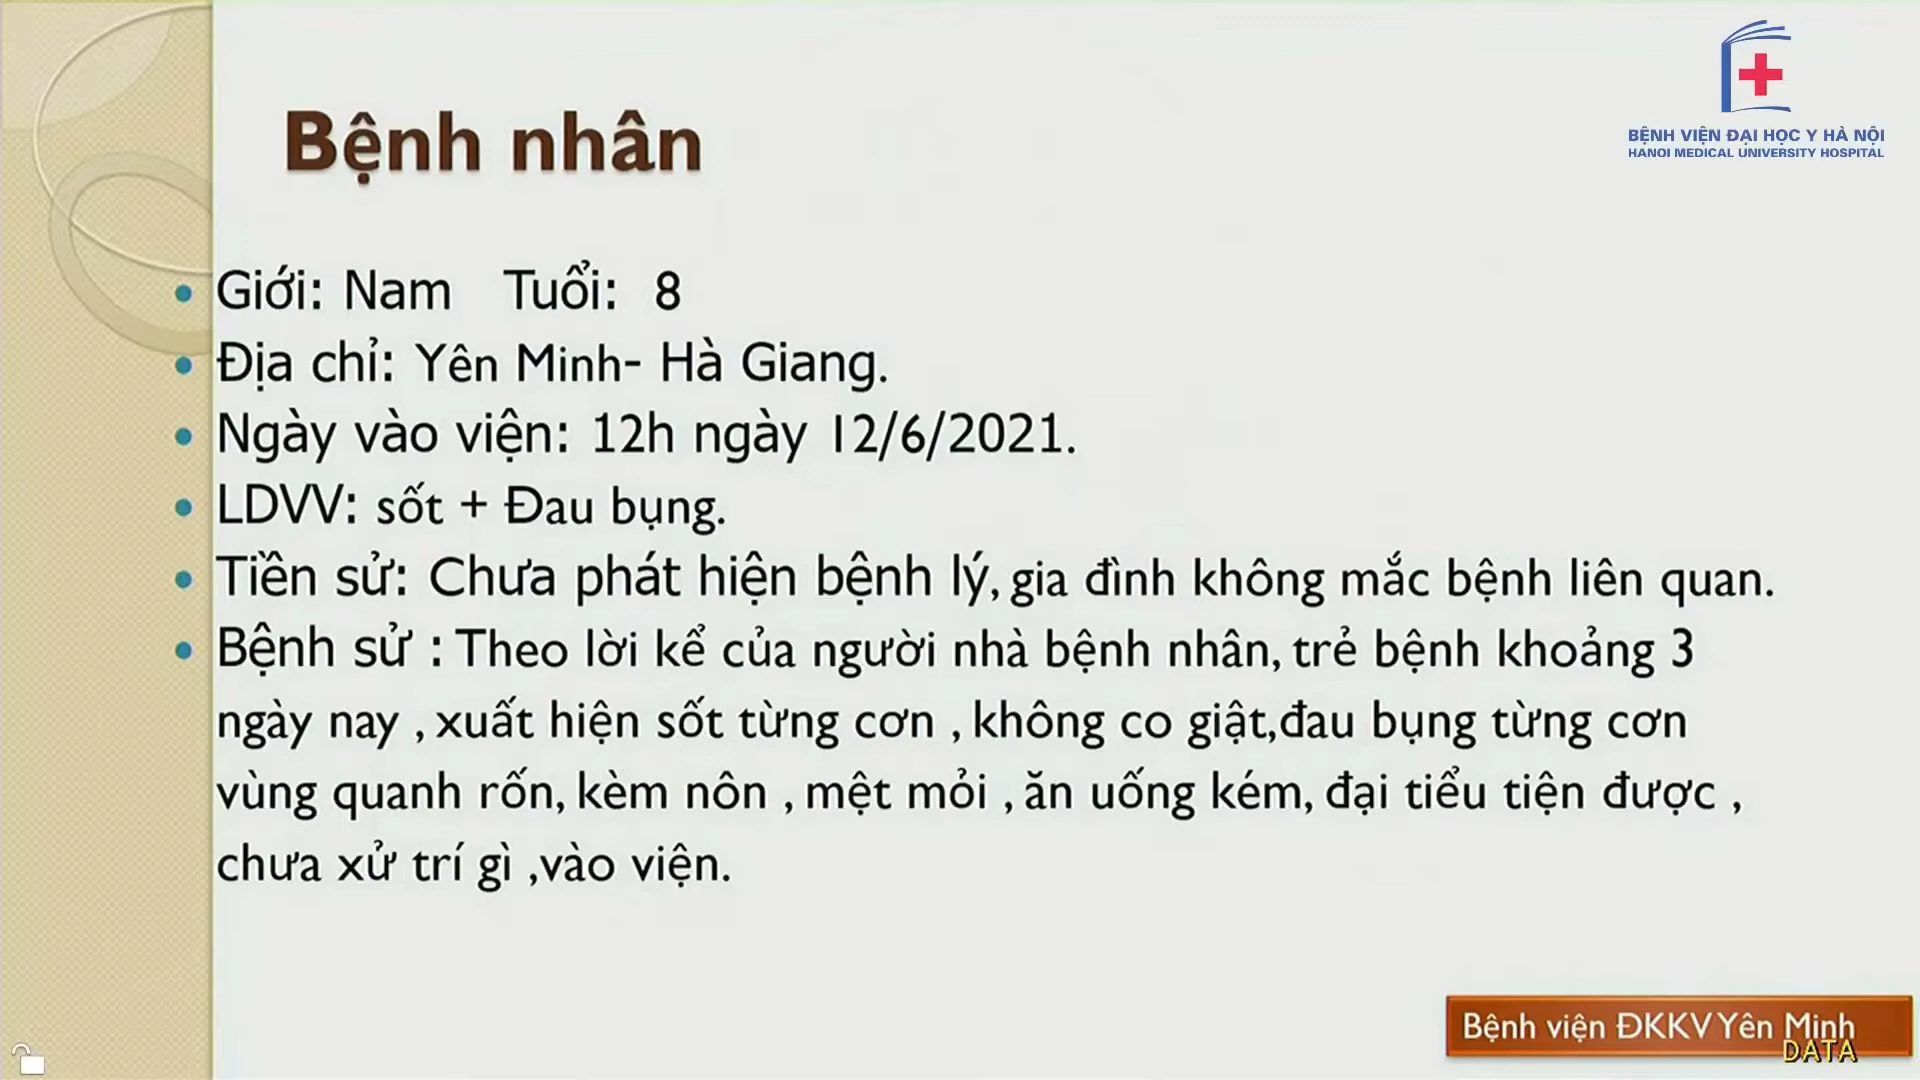 BỆNH VIỆN ĐẠI HỌC Y HÀ NỘI
HANOI MEDICAL UNIVERSITY HOSPITAL
Bệnh nhân
• Giới: Nam Tuổi: 8
• Địa chỉ: Yên Minh- Hà Giang.
• Ngày vào viện: 12h ngày 12/6/2021.
• LDVV: sốt + Đau bụng.
• Tiền sử: Chưa phát hiện bệnh lý, gia đình không mắc bệnh liên quan.
• Bệnh sử : Theo lời kể của người nhà bệnh nhân, trẻ bệnh khoảng 3
ngày nay , xuất hiện sốt từng cơn , không co giật,đau bụng từng cơn
vùng quanh rốn, kèm nôn , mệt mỏi , ăn uống kém, đại tiểu tiện được ,
chưa xử trí gì ,vào viện.
Bệnh viện ĐKKV Yên Minh
DATA